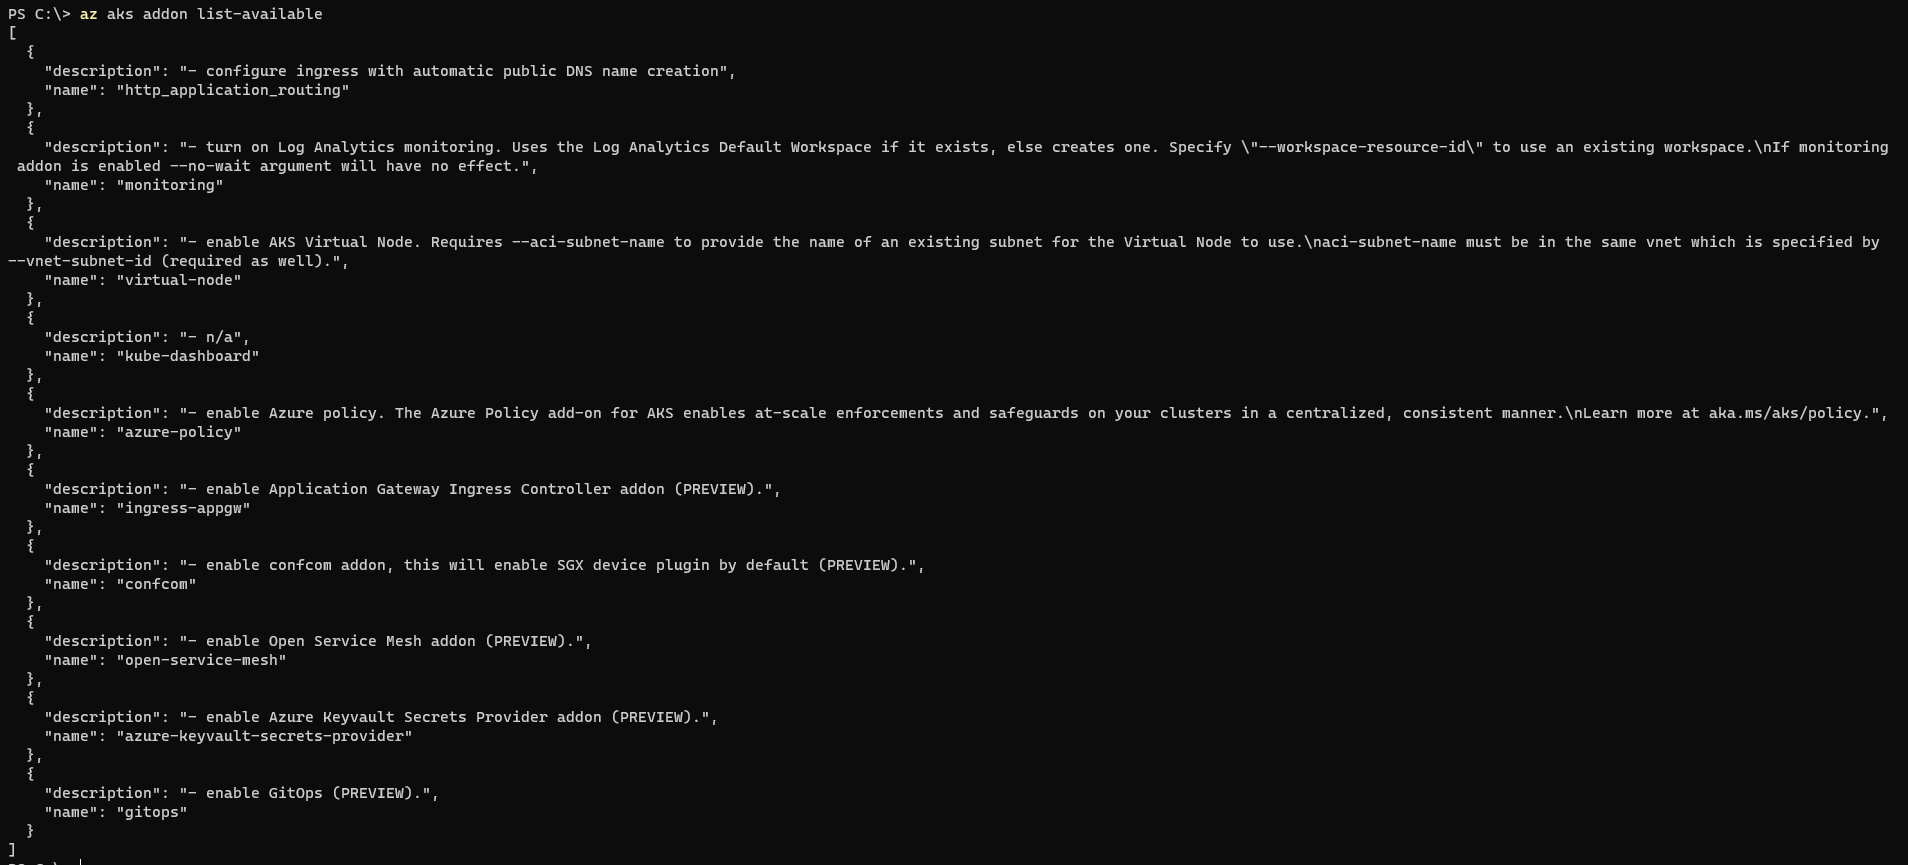 PS C:\> az aks addon list-available
[
  {
    "description": "- configure ingress with automatic public DNS name creation",
    "name": "http_application_routing"
  },
  {
    "description": "- turn on Log Analytics monitoring. Uses the Log Analytics Default Workspace if it exists, else creates one. Specify \"--workspace-resource-id\" to use an existing workspace.\nIf monitoring
 addon is enabled --no-wait argument will have no effect.",
    "name": "monitoring"
  },
  {
    "description": "- enable AKS Virtual Node. Requires --aci-subnet-name to provide the name of an existing subnet for the Virtual Node to use.\naci-subnet-name must be in the same vnet which is specified by
--vnet-subnet-id (required as well).",
    "name": "virtual-node"
  },
  {
    "description": "- n/a",
    "name": "kube-dashboard"
  },
  {
    "description": "- enable Azure policy. The Azure Policy add-on for AKS enables at-scale enforcements and safeguards on your clusters in a centralized, consistent manner.\nLearn more at aka.ms/aks/policy.",
    "name": "azure-policy"
  },
  {
    "description": "- enable Application Gateway Ingress Controller addon (PREVIEW).",
    "name": "ingress-appgw"
  },
  {
    "description": "- enable confcom addon, this will enable SGX device plugin by default (PREVIEW).",
    "name": "confcom"
  },
  {
    "description": "- enable Open Service Mesh addon (PREVIEW).",
    "name": "open-service-mesh"
  },
  {
    "description": "- enable Azure Keyvault Secrets Provider addon (PREVIEW).",
    "name": "azure-keyvault-secrets-provider"
  },
  {
    "description": "- enable GitOps (PREVIEW).",
    "name": "gitops"
  }
]